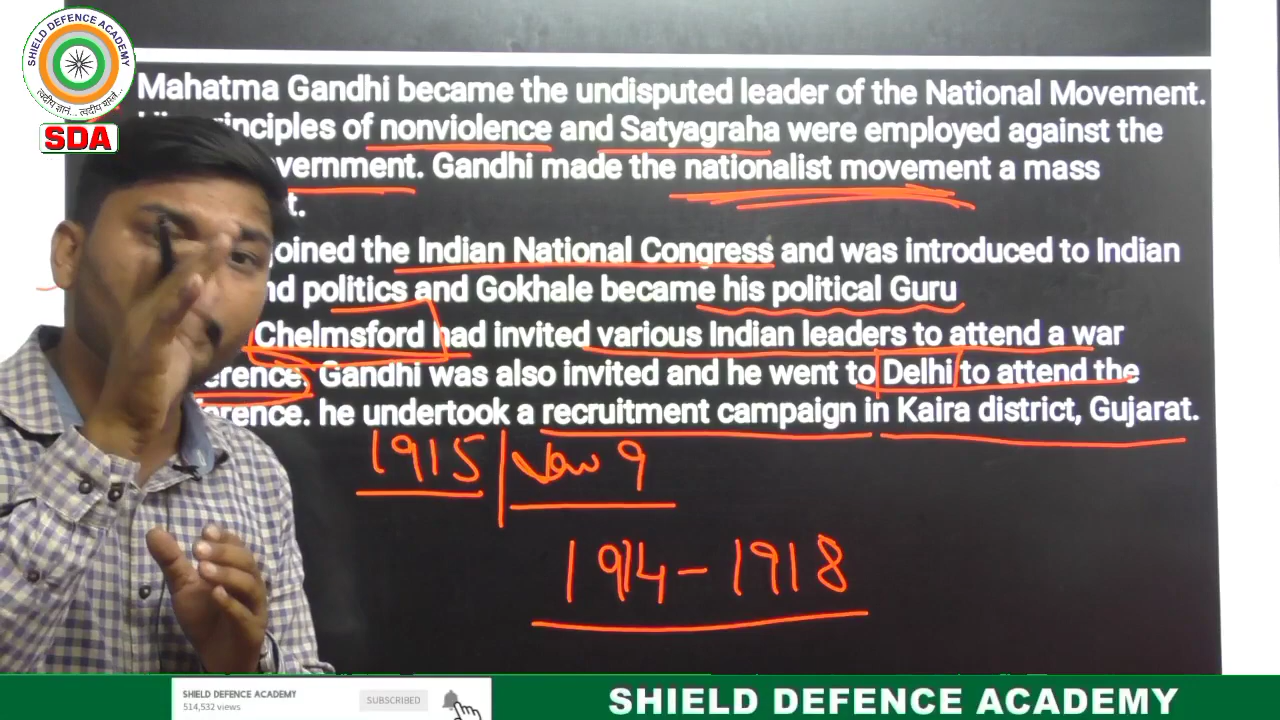 SHIELD DEFENCE ACADEMY
SDA
Mahatma Gandhi became the undisputed leader of the National Movement.
principles of nonviolence and Satyagraha were employed against the
vernment. Gandhi made the nationalist movement a mass
t.
joined the Indian National Congress and was introduced to Indian
nd politics and Gokhale became his political Guru
Chelmsford had invited various Indian leaders to attend a war
erence. Gandhi was also invited and he went to Delhi to attend the
ference. he undertook a recruitment campaign in Kaira district, Gujarat.
1915 | 9
1914-1918
SHIELD DEFENCE ACADEMY
514,532 views
SUBSCRIBED
SHIELD DEFENCE ACADEMY